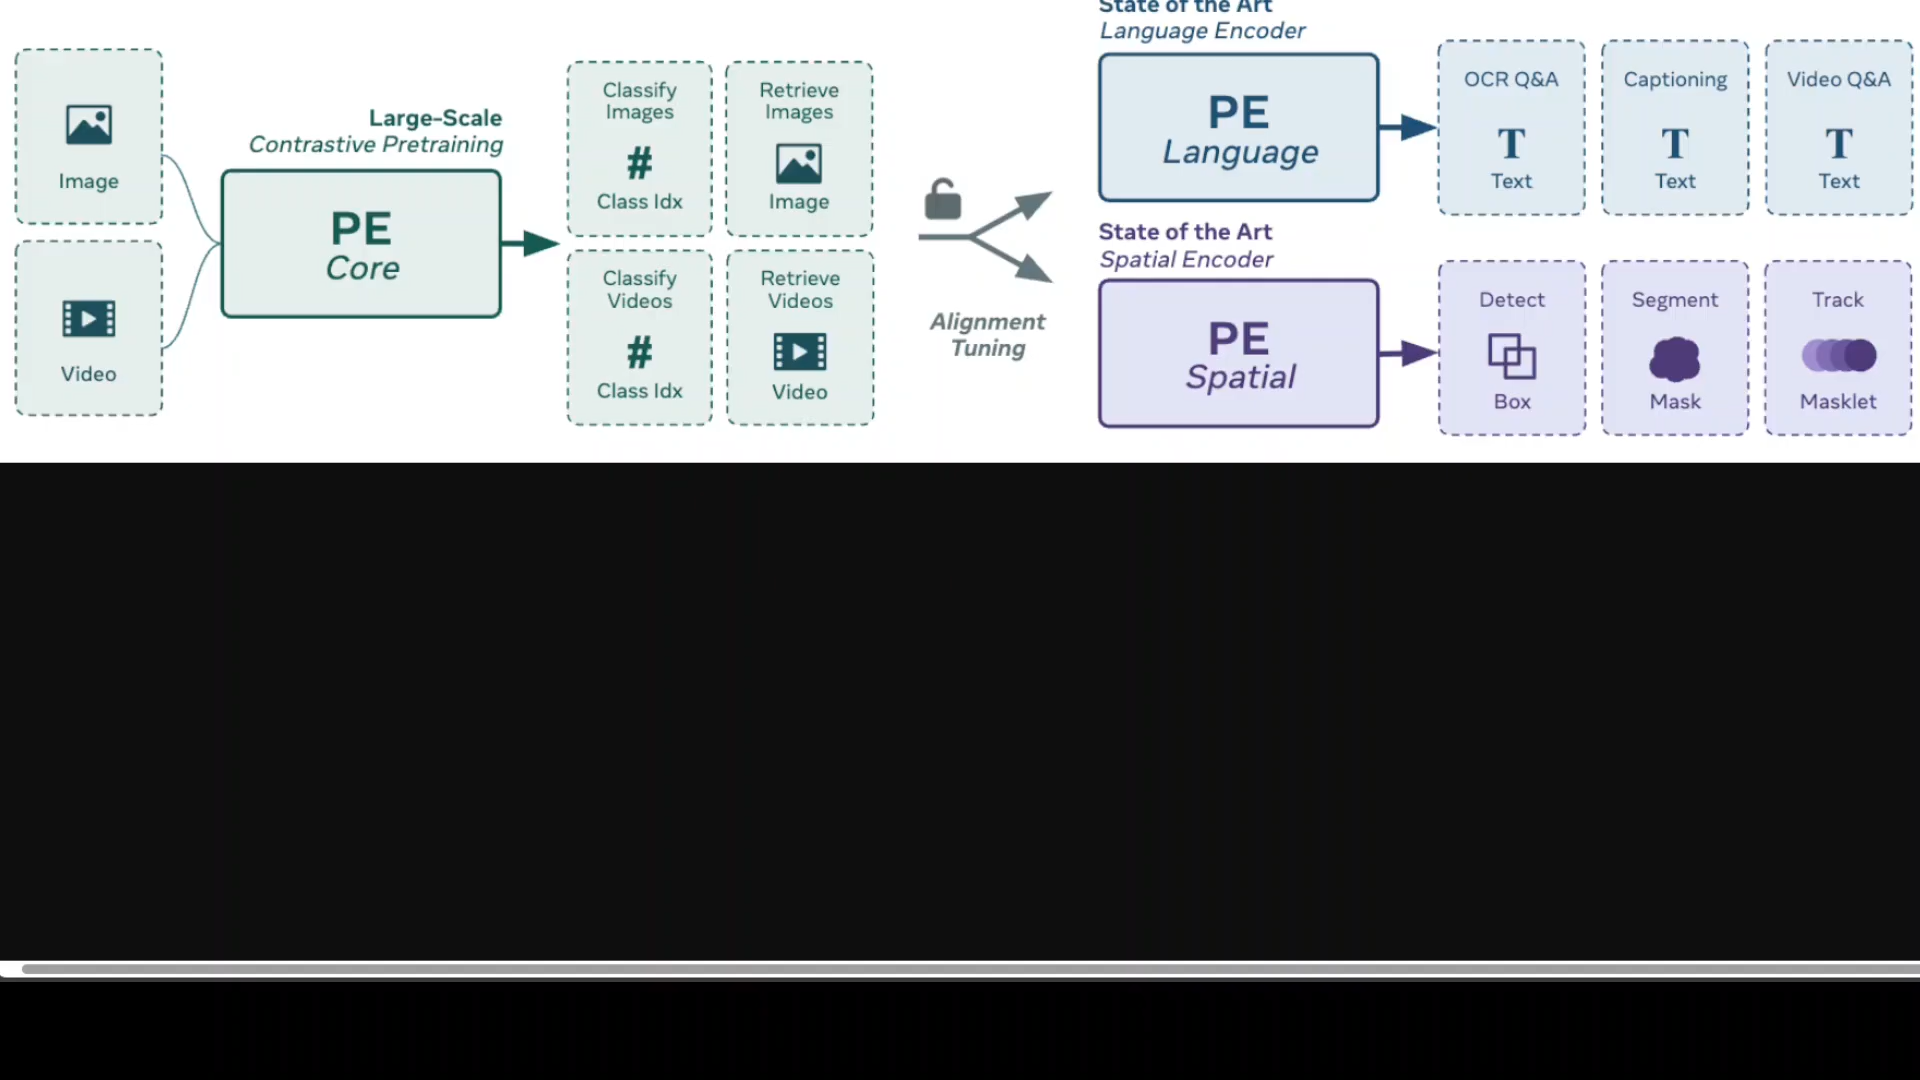 Image
Video
Large-Scale
Contrastive Pretraining
PE
Core
Classify
Images
#
Class Idx
Retrieve
Images
Image
Classify
Videos
#
Class Idx
Retrieve
Videos
Video
Alignment
Tuning
State of the Art
Language Encoder
PE
Language
OCR Q&A
T
Text
Captioning
T
Text
Video Q&A
T
Text
State of the Art
Spatial Encoder
PE
Spatial
Detect
Box
Segment
Mask
Track
Masklet